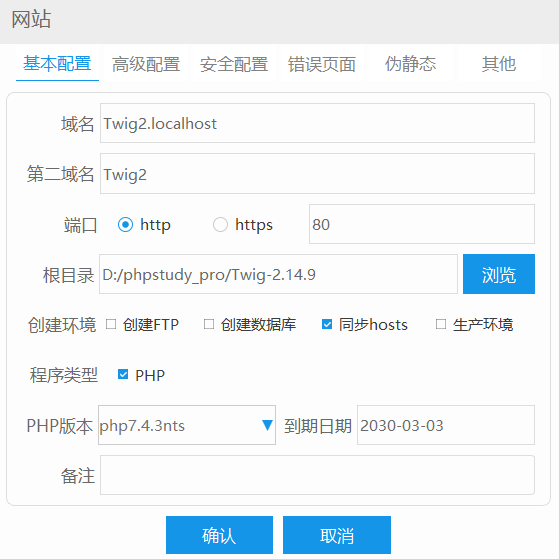 网站
基本配置 高级配置 安全配置 错误页面 伪静态 其他
域名 Twig2.localhost
第二域名 Twig2
端口 http https 80
根目录 D:/phpstudy_pro/Twig-2.14.9 浏览
创建环境 创建FTP 创建数据库 同步hosts 生产环境
程序类型 PHP
PHP版本 php7.4.3nts 到期日期 2030-03-03
备注
确认 取消